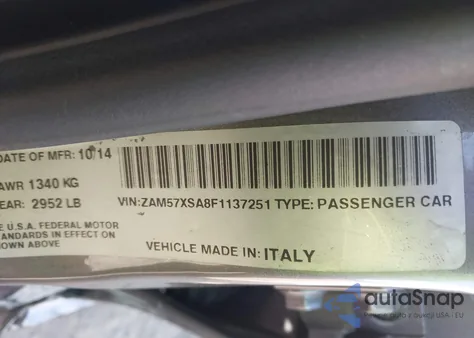 DATE OF MFR: 10/14
AWR 1340 KG
EAR: 2952 LB
VIN:ZAM57XSA8F1137251 TYPE: PASSENGER CAR
E U.S.A. FEDERAL MOTOR
ANDARDS IN EFFECT ON
OWN ABOVE
VEHICLE MADE IN: ITALY
autoSnap